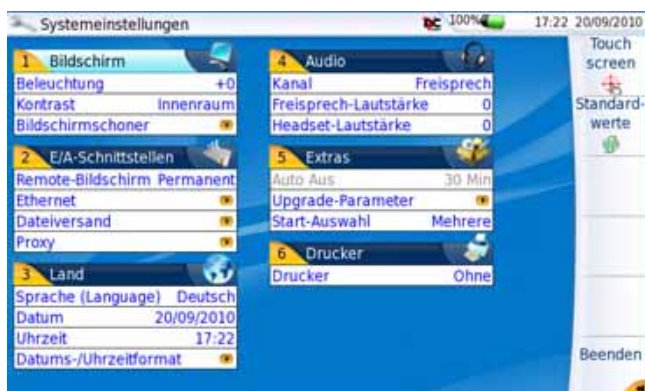 Systemeinstellungen
DC 100% 17:22 20/09/2010
1 Bildschirm
Beleuchtung +0
Kontrast Innenraum
Bildschirmschoner
2 E/A-Schnittstellen
Remote-Bildschirm Permanent
Ethernet
Dateiversand
Proxy
3 Land
Sprache (Language) Deutsch
Datum 20/09/2010
Uhrzeit 17:22
Datums-/Uhrzeitformat
4 Audio
Kanal Freisprech
Freisprech-Lautstärke 0
Headset-Lautstärke 0
5 Extras
Auto Aus 30 Min
Upgrade-Parameter
Start-Auswahl Mehrere
6 Drucker
Drucker Ohne
Touch
screen
Standard-
werte
Beenden